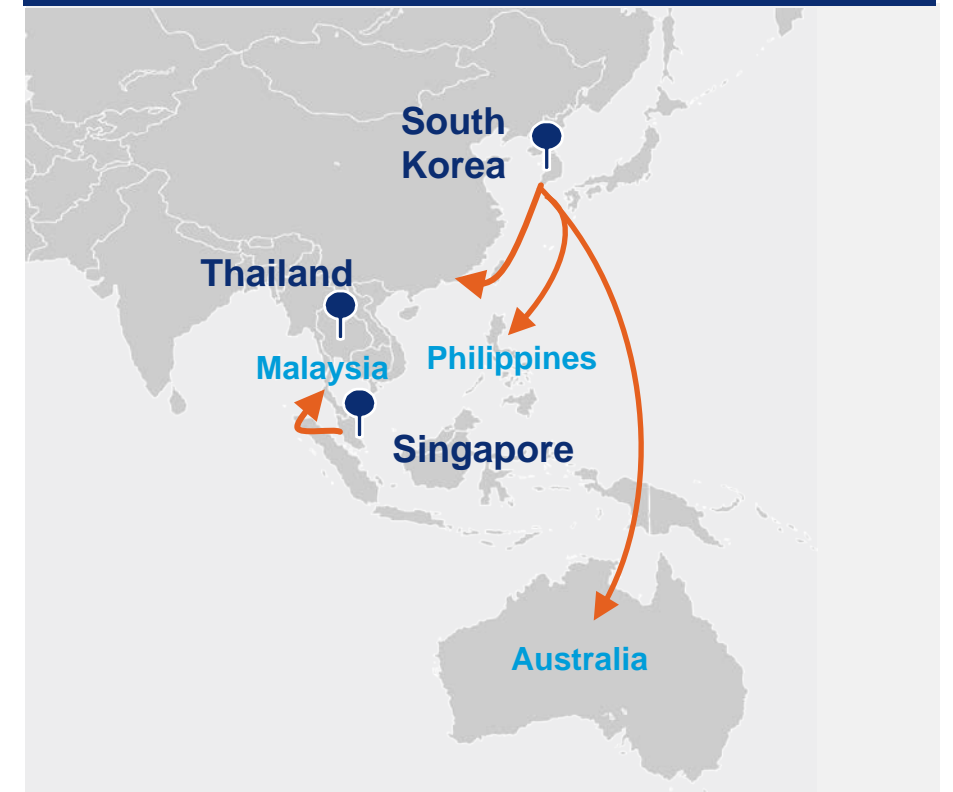 South
Korea
Thailand
Malaysia
Philippines
Singapore
Australia